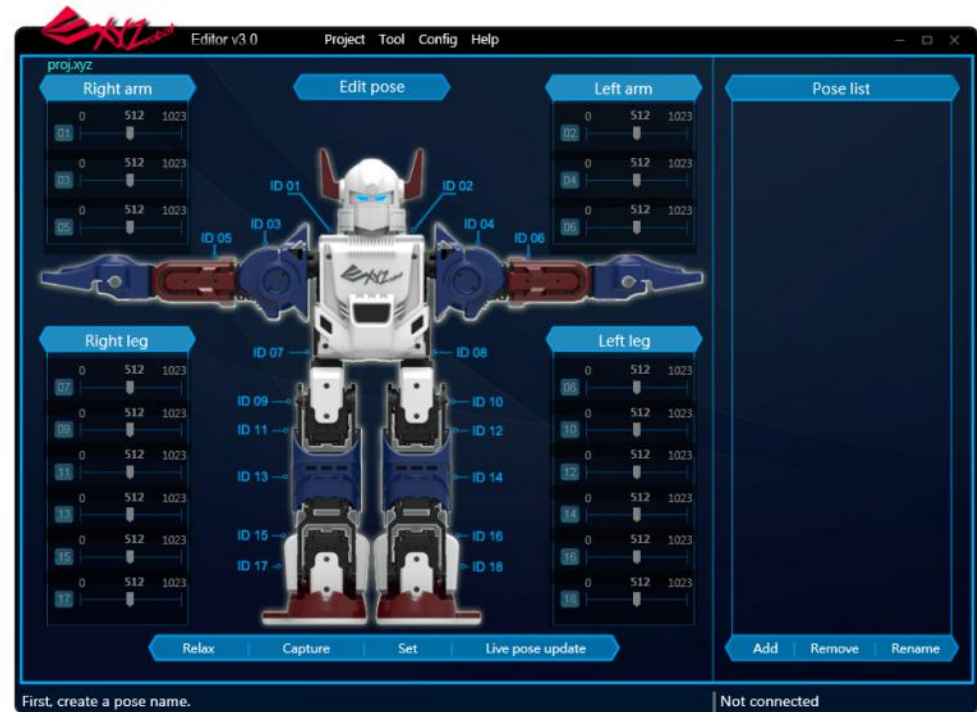 XYZrobot Editor v3.0 Project Tool Config Help
proj.xyz
Right arm
0 512 1023
01
0 512 1023
03
0 512 1023
05
Edit pose
Left arm
0 512 1023
02
0 512 1023
04
0 512 1023
06
Pose list
ID 01 ID 02
ID 03 ID 04
ID 05 ID 06
XYZrobot
ID 07 ID 08
ID 09 ID 10
ID 11 ID 12
ID 13 ID 14
ID 15 ID 16
ID 17 ID 18
Right leg
0 512 1023
07
0 512 1023
09
0 512 1023
11
0 512 1023
13
0 512 1023
15
0 512 1023
17
Left leg
0 512 1023
08
0 512 1023
10
0 512 1023
12
0 512 1023
14
0 512 1023
16
0 512 1023
18
Relax Capture Set Live pose update
Add Remove Rename
First, create a pose name. Not connected